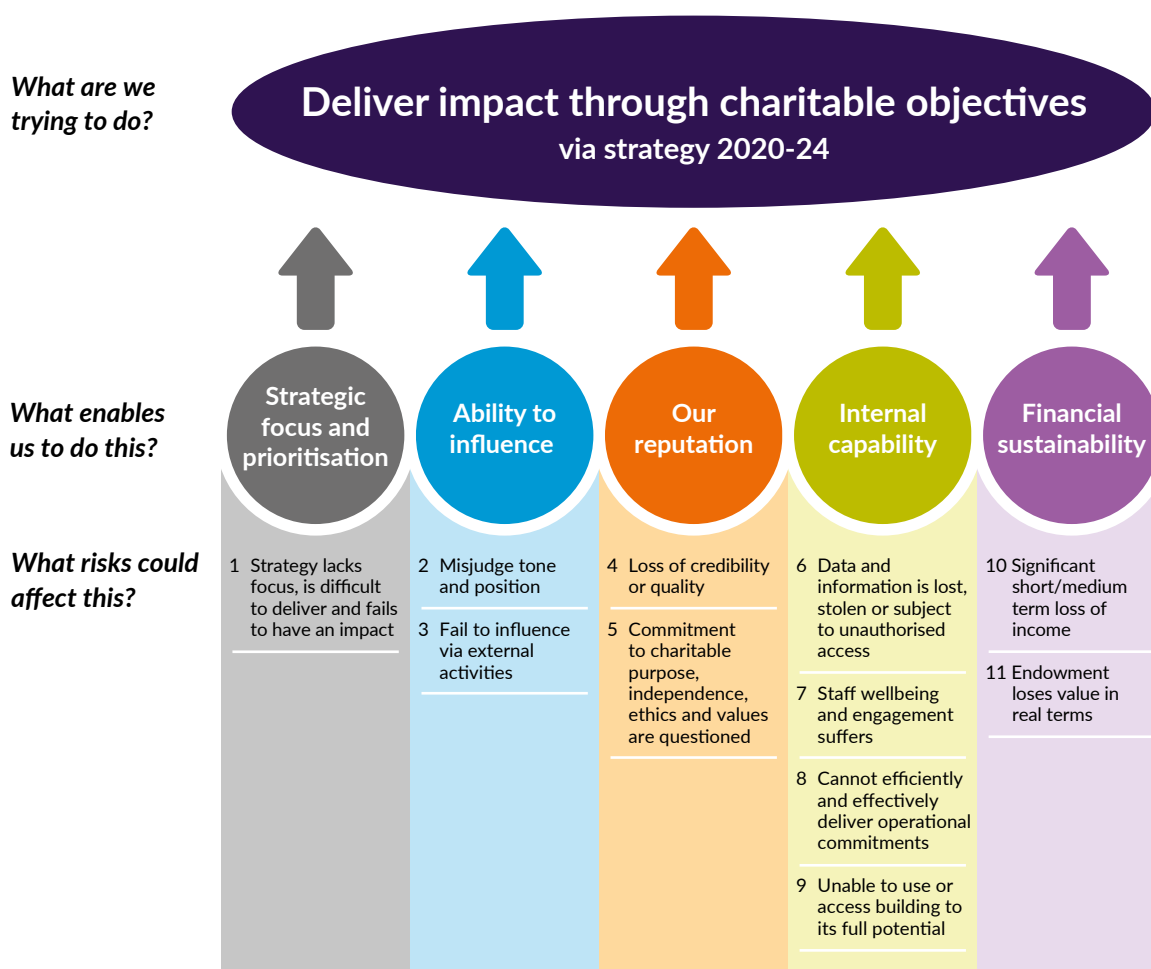 What are we
trying to do?
Deliver impact through charitable objectives
via strategy 2020-24
What enables
us to do this?
Strategic
focus and
prioritisation
Ability to
influence
Our
reputation
Internal
capability
Financial
sustainability
What risks could
affect this?
1 Strategy lacks
focus, is difficult
to deliver and fails
to have an impact
2 Misjudge tone
and position
3 Fail to influence
via external
activities
4 Loss of credibility
or quality
5 Commitment
to charitable
purpose,
independence,
ethics and values
are questioned
6 Data and
information is lost,
stolen or subject
to unauthorised
access
7 Staff wellbeing
and engagement
suffers
8 Cannot efficiently
and effectively
deliver operational
commitments
9 Unable to use or
access building to
its full potential
10 Significant
short/medium
term loss of
income
11 Endowment
loses value in
real terms